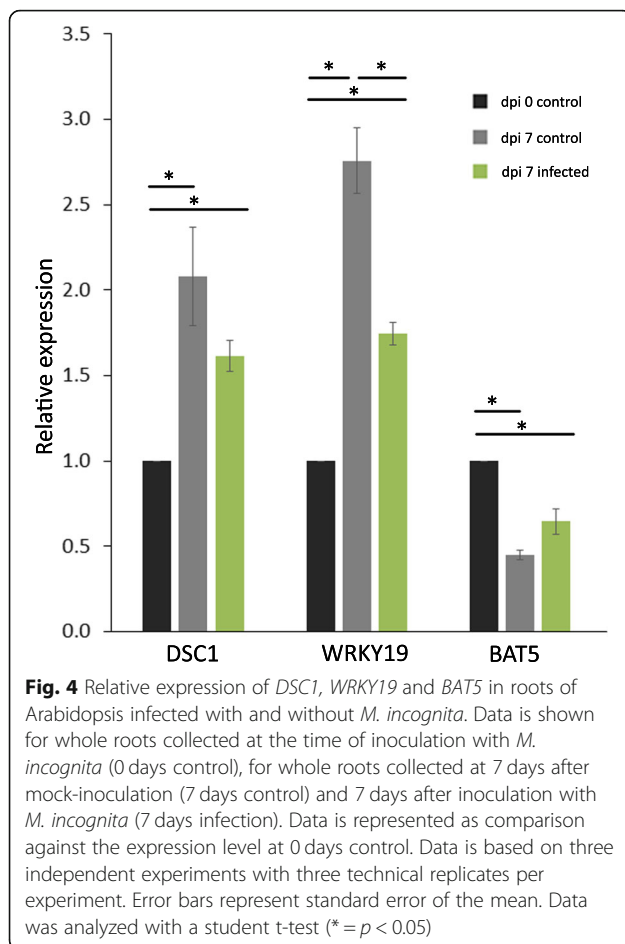 3.5
3.0
2.5
2.0
1.5
1.0
0.5
0.0
Relative expression
* *
*
*
*
*
*
dpi 0 control
dpi 7 control
dpi 7 infected
DSC1 WRKY19 BAT5
Fig. 4 Relative expression of DSC1, WRKY19 and BAT5 in roots of
Arabidopsis infected with and without M. incognita. Data is shown
for whole roots collected at the time of inoculation with M.
incognita (0 days control), for whole roots collected at 7 days after
mock-inoculation (7 days control) and 7 days after inoculation with
M. incognita (7 days infection). Data is represented as comparison
against the expression level at 0 days control. Data is based on three
independent experiments with three technical replicates per
experiment. Error bars represent standard error of the mean. Data
was analyzed with a student t-test (* = p < 0.05)